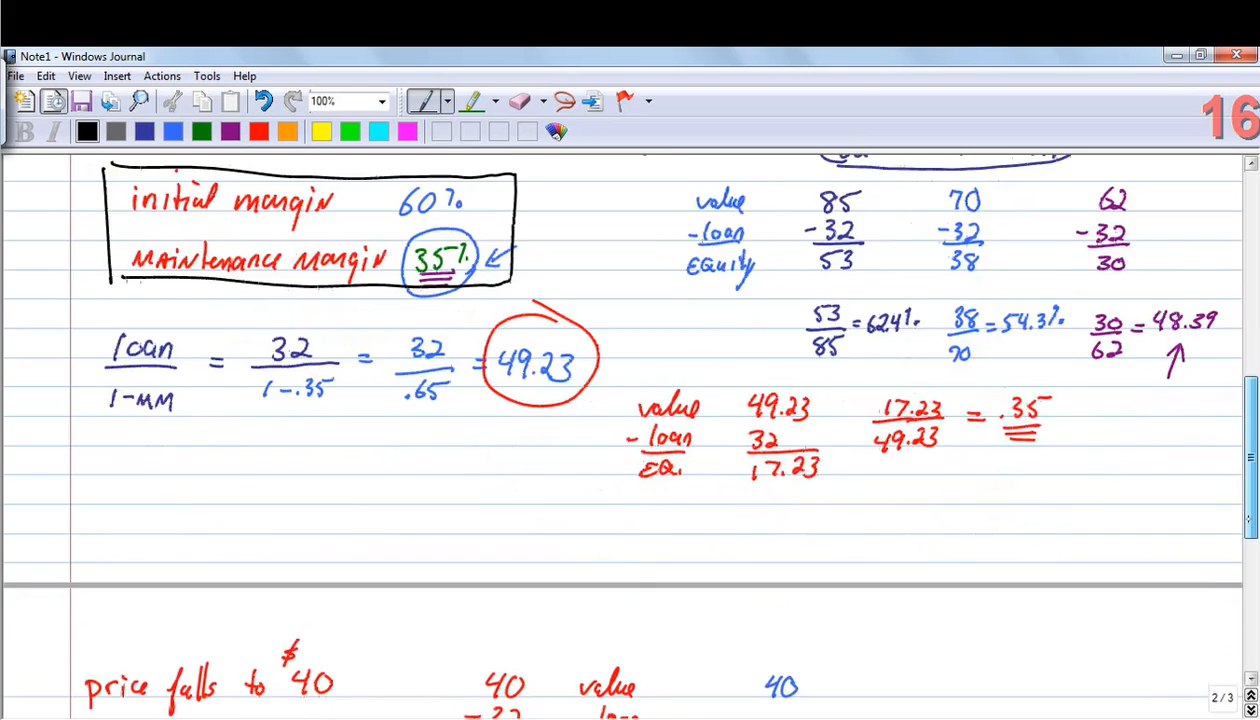 Note1 - Windows Journal
File Edit View Insert Actions Tools Help
100%
B I
16
initial margin 60%
maintenance margin 35%
loan / 1-MM = 32 / 1-.35 = 32 / .65 = 49.23
value 85 70 62
-loan -32 -32 -32
EQUITY 53 38 30
53/85 = 62.4% 38/70 = 54.3% 30/62 = 48.39
value 49.23 17.23/49.23 = .35
-loan 32
EQ. 17.23
price falls to $40 40 value 40
-32 loan
2/3